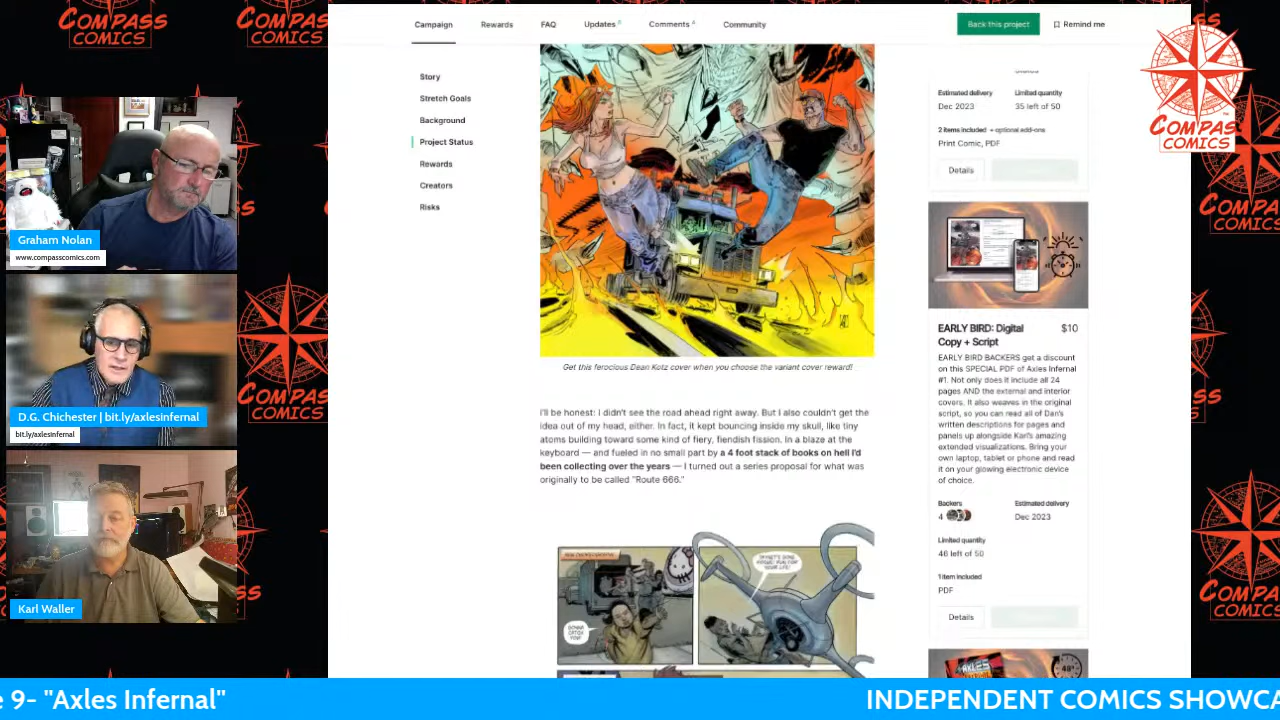 COMPASS
COMICS
COMPASS
COMICS
Graham Nolan
www.compasscomics.com
D.G. Chichester | bit.ly/axlesinfernal
bit.ly/axlesinfernal
Karl Waller
Campaign
Rewards
FAQ
Updates 6
Comments 4
Community
Back this project
Remind me
Story
Stretch Goals
Background
Project Status
Rewards
Creators
Risks
Get this ferocious Dean Kotz cover when you choose the variant cover reward!
I'll be honest: I didn't see the road ahead right away. But I also couldn't get the
idea out of my head, either. In fact, it kept bouncing inside my skull, like tiny
atoms building toward some kind of fiery, fiendish fission. In a blaze at the
keyboard — and fueled in no small part by a 4 foot stack of books on hell I'd
been collecting over the years — I turned out a series proposal for what was
originally to be called "Route 666."
GONNA
CATCH
YOU!
Estimated delivery
Limited quantity
Dec 2023
35 left of 50
2 items included + optional add-ons
Print Comic, PDF
Details
EARLY BIRD: Digital
Copy + Script
$10
EARLY BIRD BACKERS get a discount
on this SPECIAL PDF of Axles Infernal
#1. Not only does it include all 24
pages AND the external and interior
covers. It also weaves in the original
script, so you can read all of Dan's
written descriptions for pages and
panels up alongside Karl's amazing
extended visualizations. Bring your
own laptop, tablet or phone and read
it on your glowing electronic device
of choice.
Backers
Estimated delivery
4
Dec 2023
Limited quantity
46 left of 50
1 item included
PDF
Details
COMPASS
COMICS
COMPASS
COMICS
e 9- "Axles Infernal"
INDEPENDENT COMICS SHOWCA